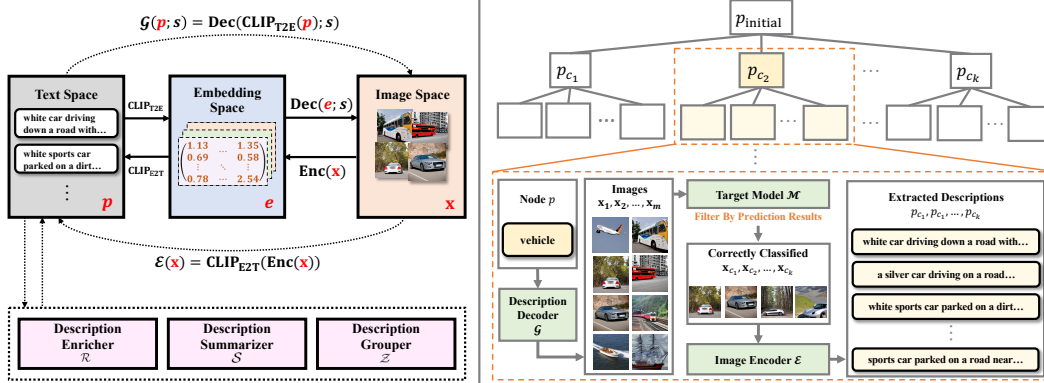 𝒢(p; s) = Dec(CLIP_T2E(p); s)
Text Space
white car driving
down a road with...
white sports car
parked on a dirt...
⋮
p
CLIP_T2E
CLIP_E2T
Embedding
Space
1.13 ... 1.35
0.69 ... 0.58
⋮ ⋱ ⋮
0.78 ... 2.54
e
Dec(e; s)
Enc(x)
Image Space
x
ℰ(x) = CLIP_E2T(Enc(x))
Description
Enricher
ℛ
Description
Summarizer
𝒮
Description
Grouper
𝒵
p_initial
p_c₁
p_c₂
...
p_cₖ
...
...
⋮
Node p
vehicle
Description
Decoder
𝒢
Images
x₁, x₂, ..., xₘ
Target Model ℳ
Filter By Prediction Results
Correctly Classified
x_c₁, x_c₂, ..., x_cₖ
Image Encoder ℰ
Extracted Descriptions
p_c₁, p_c₁, ..., p_cₖ
white car driving down a road with...
a silver car driving on a road...
white sports car parked on a dirt...
⋮
sports car parked on a road near...